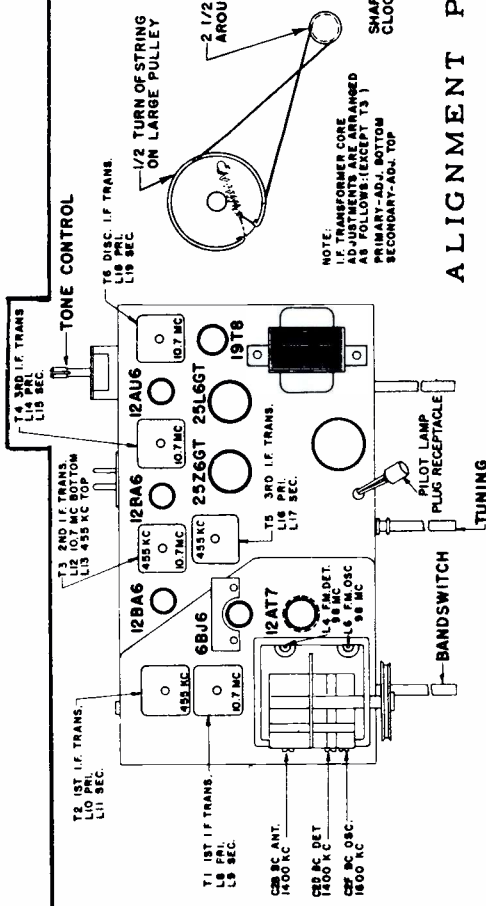 T4 3RD I.F. TRANS
L14 PRI.
L15 SEC.
TONE CONTROL
T3 2ND I.F. TRANS.
L12 10.7 MC BOTTOM
L13 455 KC TOP
T6 DISC. I.F TRANS.
L18 PRI.
L19 SEC.
T2 1ST I.F. TRANS.
L10 PRI.
L11 SEC.
T1 1ST I.F TRANS.
L8 PRI.
L9 SEC.
C2B BC ANT.
1400 KC
C2D BC DET
1400 KC
C2F BC OSC.
1600 KC
455 KC
10.7 MC
12BA6
455 KC
10.7 MC
12BA6
10.7 MC
12AU6
10.7 MC
6BJ6
455 KC
25Z6GT
25L6GT
19T8
T5 3RD I.F. TRANS.
L16 PRI.
L17 SEC.
12AT7
L4 F.M. DET.
98 MC
L6 F.M. OSC
98 MC
PILOT LAMP
PLUG RECEPTACLE
BANDSWITCH
TUNING
1/2 TURN OF STRING
ON LARGE PULLEY
2 1/2
NOTE:
I.F. TRANSFORMER CORE
ADJUSTMENTS ARE ARRANGED
AS FOLLOWS:(EXCEPT T3)
PRIMARY-ADJ. BOTTOM
SECONDARY-ADJ. TOP
ALIGNMENT P